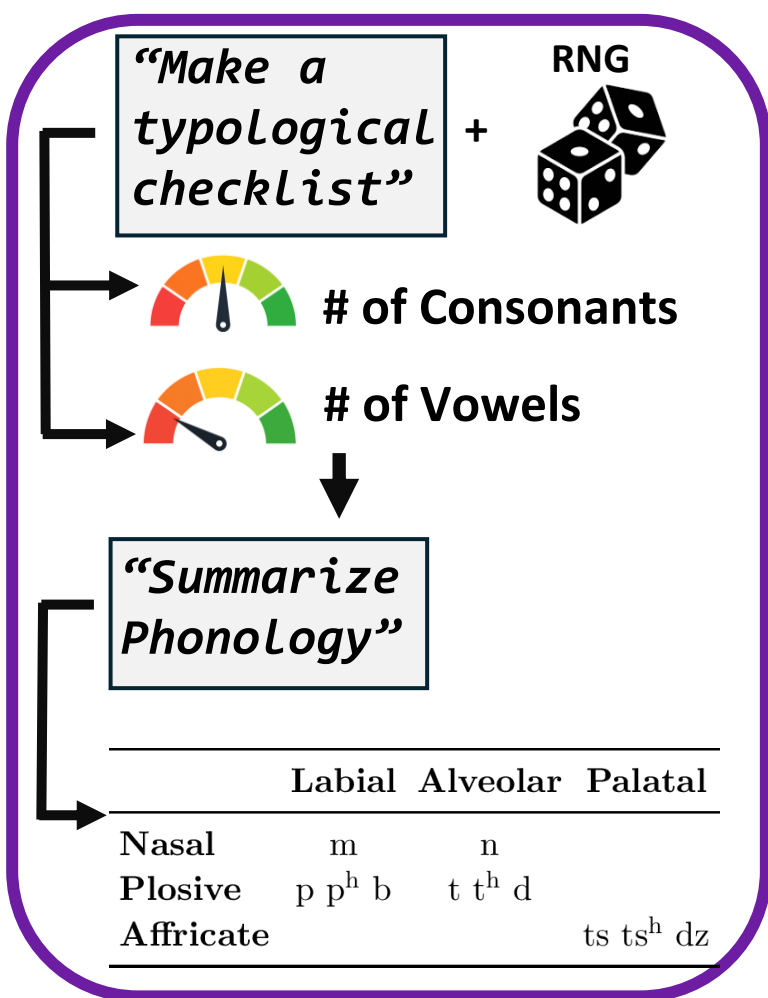 “Make a
typological
checklist”
+
RNG
# of Consonants
# of Vowels
“Summarize
Phonology”
Labial Alveolar Palatal
Nasal m n
Plosive p pʰ b t tʰ d
Affricate ts tsʰ dz